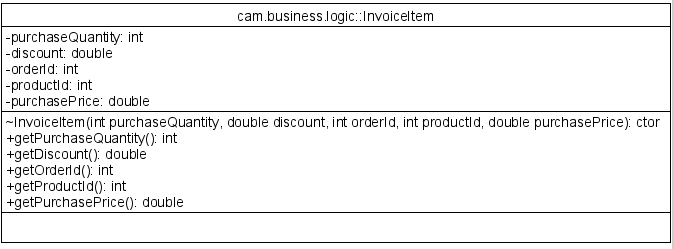 cam.business.logic::InvoiceItem
-purchaseQuantity: int
-discount: double
-orderId: int
-productId: int
-purchasePrice: double
~InvoiceItem(int purchaseQuantity, double discount, int orderId, int productId, double purchasePrice): ctor
+getPurchaseQuantity(): int
+getDiscount(): double
+getOrderId(): int
+getProductId(): int
+getPurchasePrice(): double